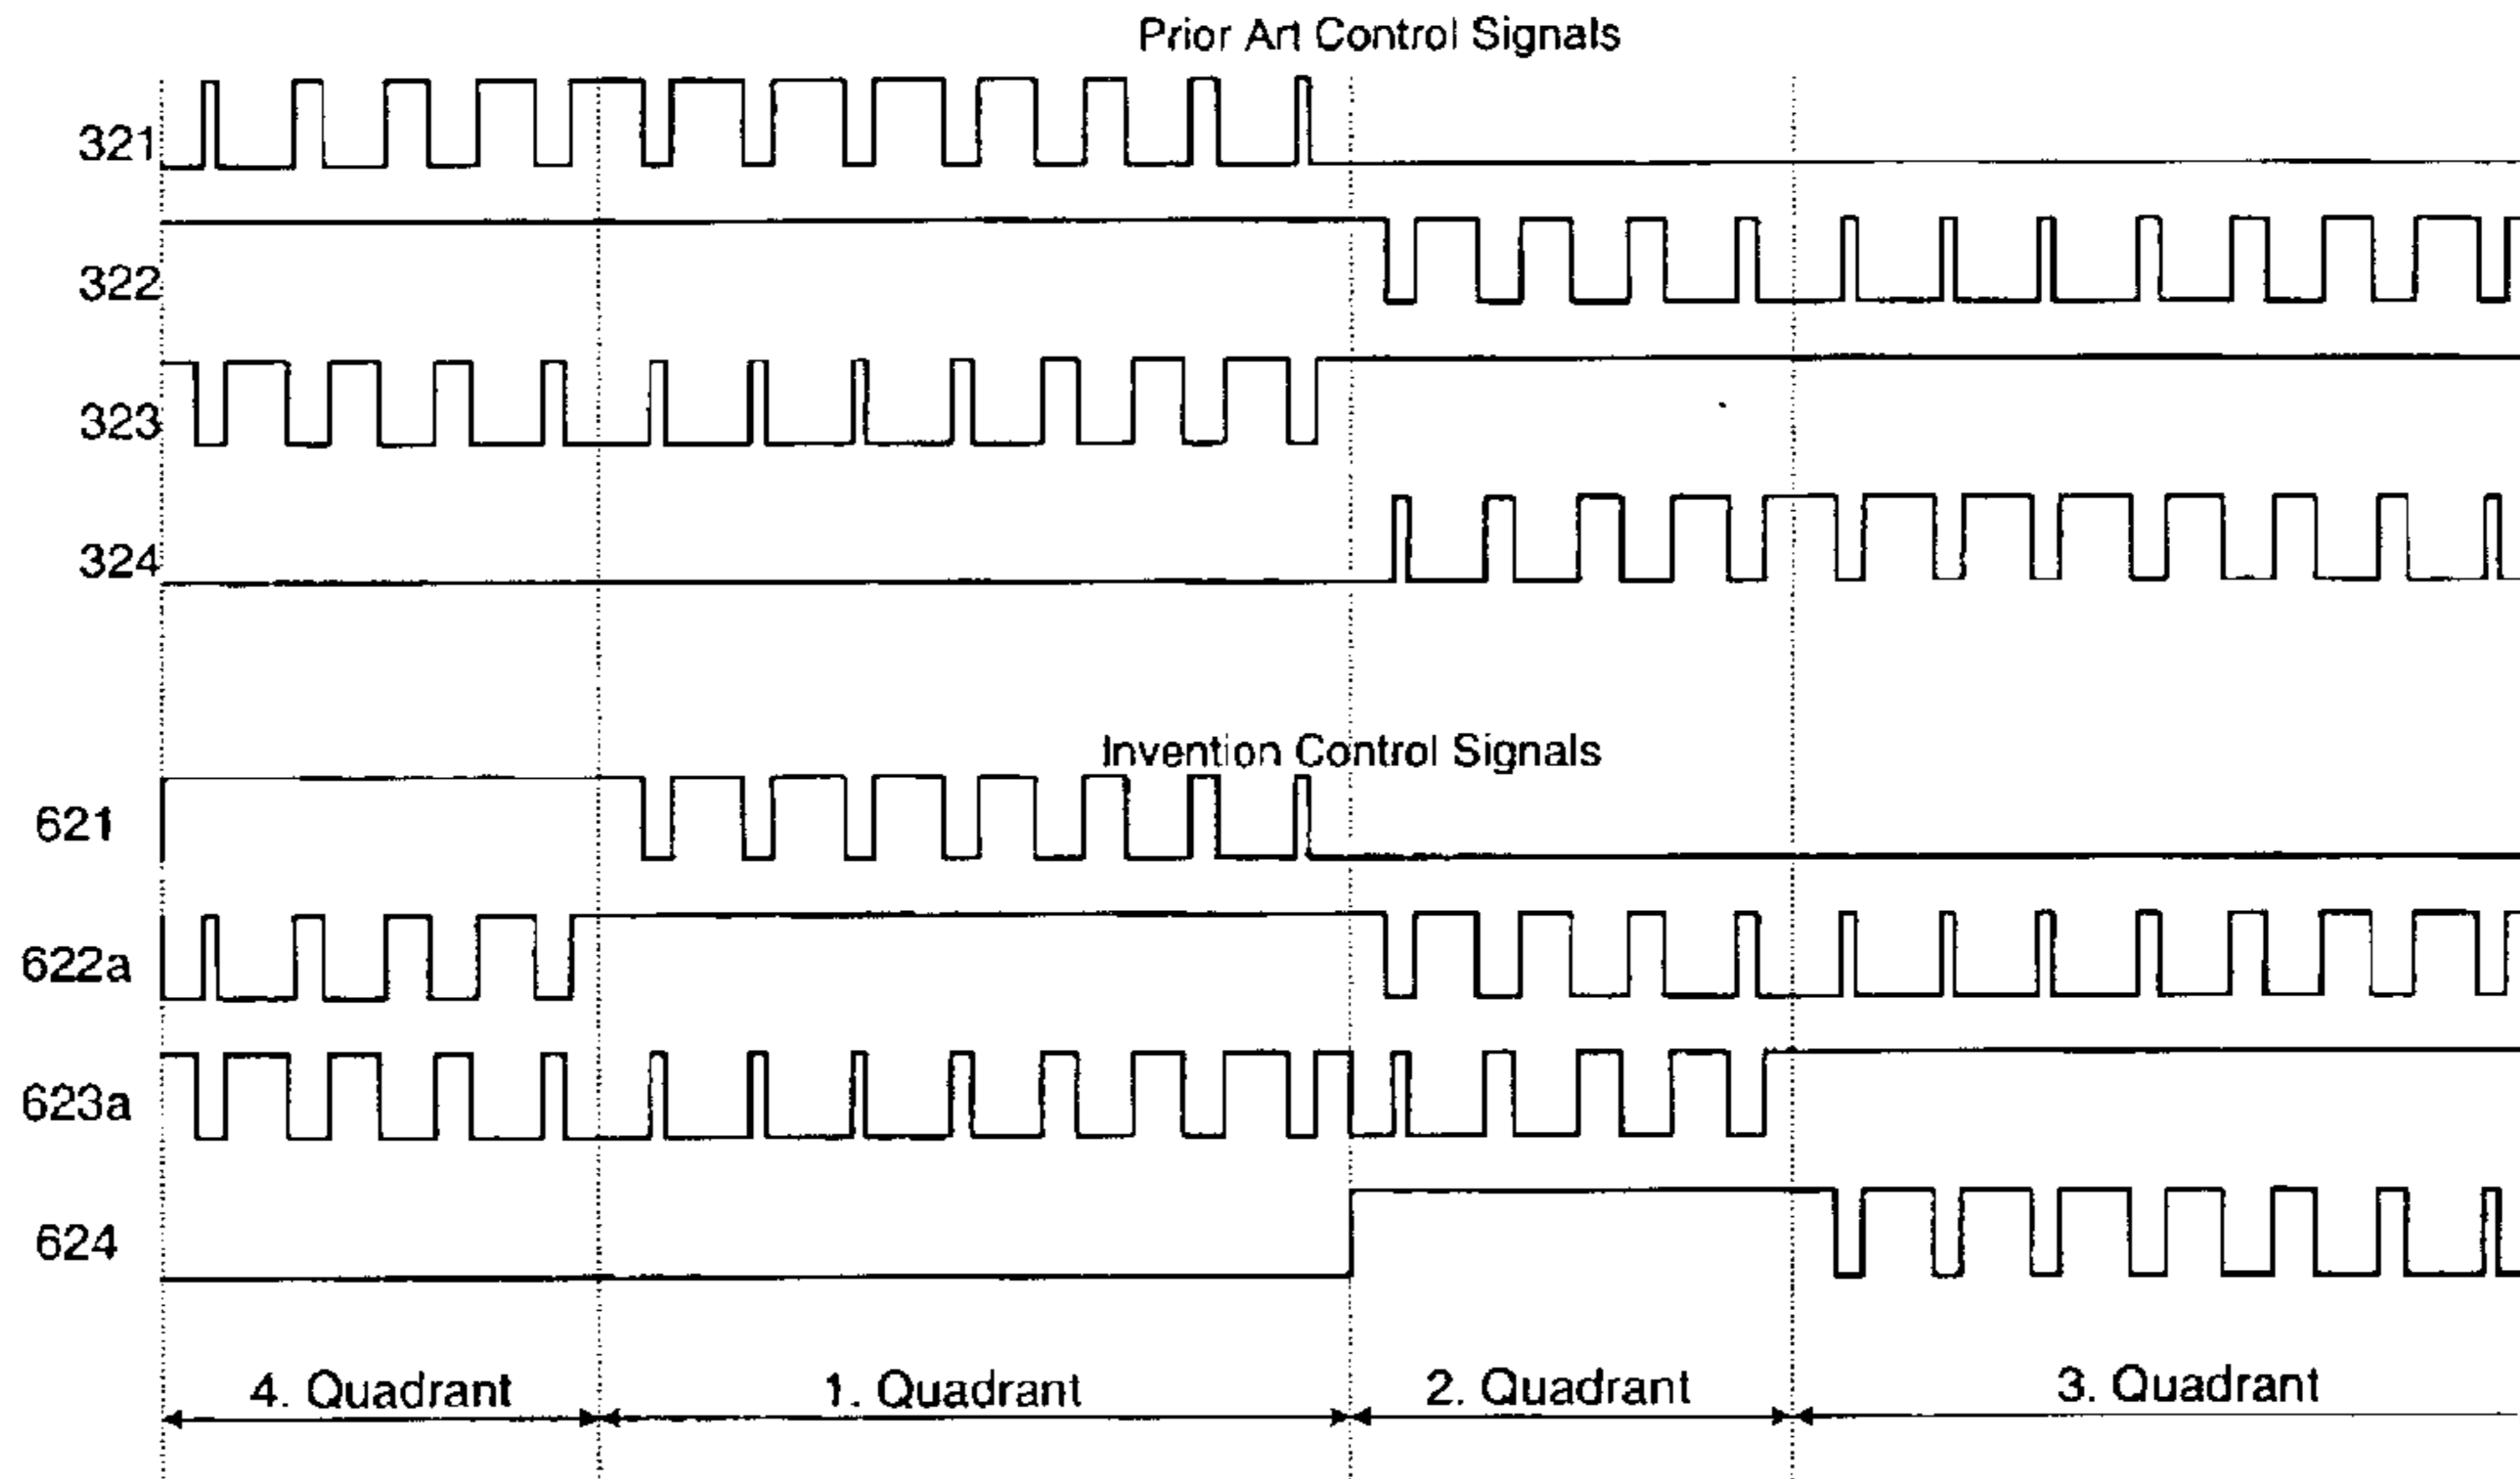 Prior Art Control Signals
321
322
323
324
Invention Control Signals
621
622a
623a
624
4. Quadrant 1. Quadrant 2. Quadrant 3. Quadrant